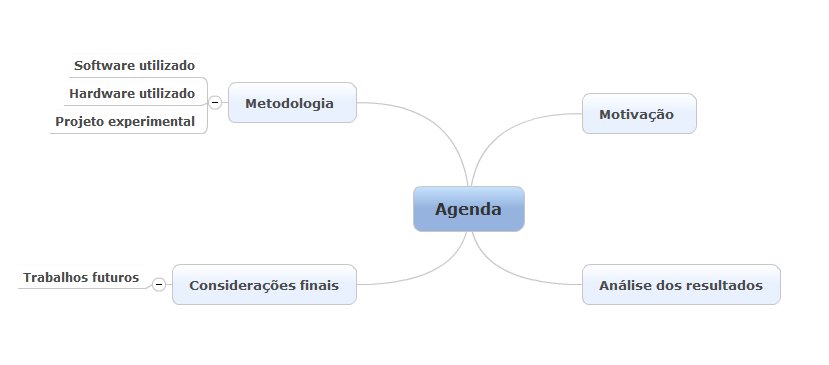 Software utilizado
Hardware utilizado
Projeto experimental
Metodologia
Motivação
Agenda
Trabalhos futuros
Considerações finais
Análise dos resultados